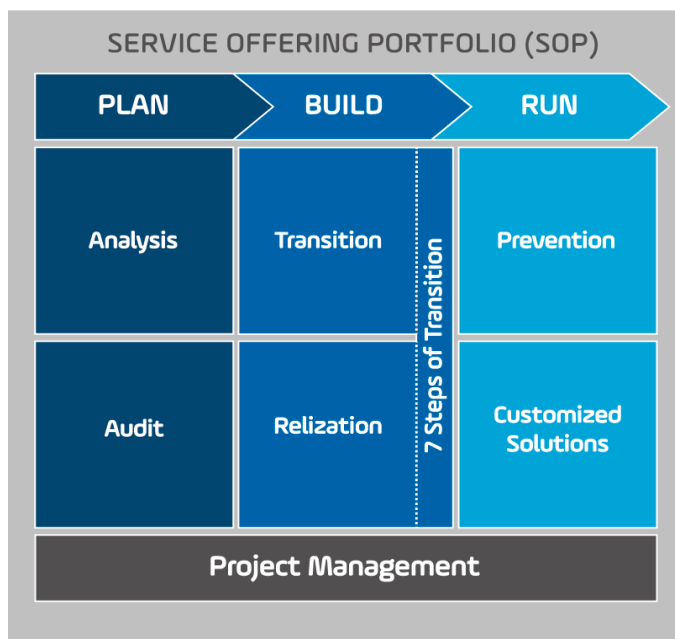 SERVICE OFFERING PORTFOLIO (SOP)
PLAN
BUILD
RUN
Analysis
Transition
7 Steps of Transition
Prevention
Audit
Relization
Customized
Solutions
Project Management